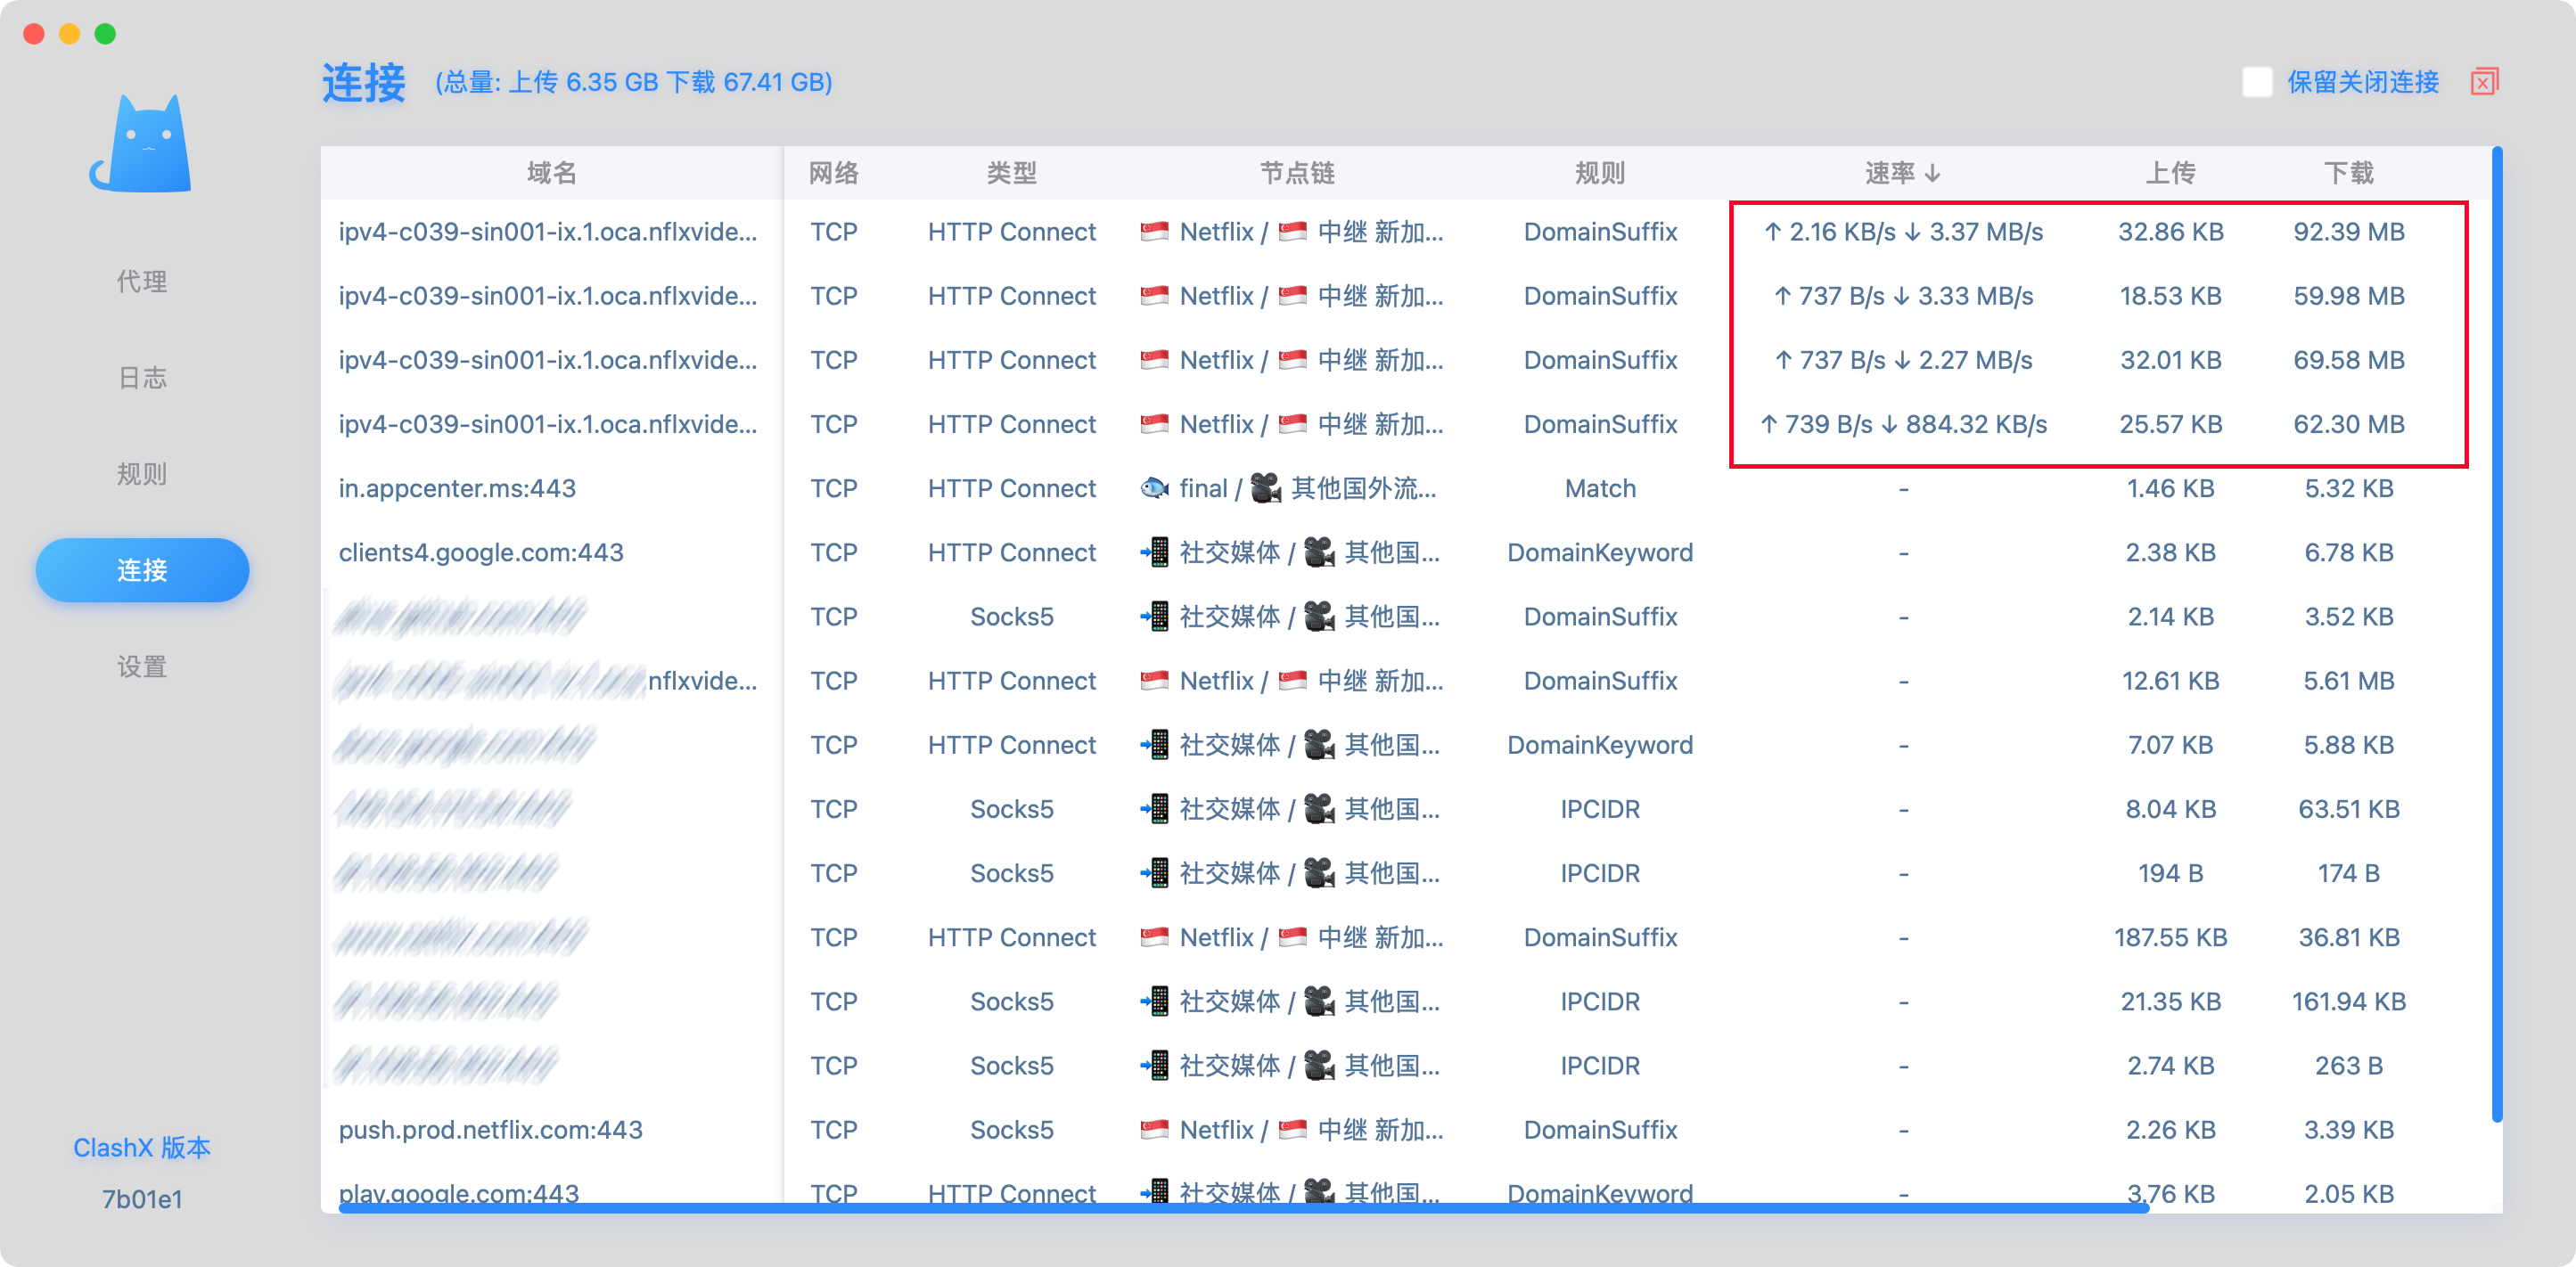 连接 (总量: 上传 6.35 GB 下载 67.41 GB) 保留关闭连接
代理
日志
规则
连接
设置
ClashX 版本
7b01e1
域名 网络 类型 节点链 规则 速率 ↓ 上传 下载
ipv4-c039-sin001-ix.1.oca.nflxvide... TCP HTTP Connect 🇸🇬 Netflix / 🇸🇬 中继 新加... DomainSuffix ↑ 2.16 KB/s ↓ 3.37 MB/s 32.86 KB 92.39 MB
ipv4-c039-sin001-ix.1.oca.nflxvide... TCP HTTP Connect 🇸🇬 Netflix / 🇸🇬 中继 新加... DomainSuffix ↑ 737 B/s ↓ 3.33 MB/s 18.53 KB 59.98 MB
ipv4-c039-sin001-ix.1.oca.nflxvide... TCP HTTP Connect 🇸🇬 Netflix / 🇸🇬 中继 新加... DomainSuffix ↑ 737 B/s ↓ 2.27 MB/s 32.01 KB 69.58 MB
ipv4-c039-sin001-ix.1.oca.nflxvide... TCP HTTP Connect 🇸🇬 Netflix / 🇸🇬 中继 新加... DomainSuffix ↑ 739 B/s ↓ 884.32 KB/s 25.57 KB 62.30 MB
in.appcenter.ms:443 TCP HTTP Connect 🐟 final / 🎥 其他国外流... Match - 1.46 KB 5.32 KB
clients4.google.com:443 TCP HTTP Connect 📲 社交媒体 / 🎥 其他国... DomainKeyword - 2.38 KB 6.78 KB
TCP Socks5 📲 社交媒体 / 🎥 其他国... DomainSuffix - 2.14 KB 3.52 KB
nflxvide... TCP HTTP Connect 🇸🇬 Netflix / 🇸🇬 中继 新加... DomainSuffix - 12.61 KB 5.61 MB
TCP HTTP Connect 📲 社交媒体 / 🎥 其他国... DomainKeyword - 7.07 KB 5.88 KB
TCP Socks5 📲 社交媒体 / 🎥 其他国... IPCIDR - 8.04 KB 63.51 KB
TCP Socks5 📲 社交媒体 / 🎥 其他国... IPCIDR - 194 B 174 B
TCP HTTP Connect 🇸🇬 Netflix / 🇸🇬 中继 新加... DomainSuffix - 187.55 KB 36.81 KB
TCP Socks5 📲 社交媒体 / 🎥 其他国... IPCIDR - 21.35 KB 161.94 KB
TCP Socks5 📲 社交媒体 / 🎥 其他国... IPCIDR - 2.74 KB 263 B
push.prod.netflix.com:443 TCP Socks5 🇸🇬 Netflix / 🇸🇬 中继 新加... DomainSuffix - 2.26 KB 3.39 KB
play.google.com:443 TCP HTTP Connect 📲 社交媒体 / 🎥 其他国... DomainKeyword - 3.76 KB 2.05 KB